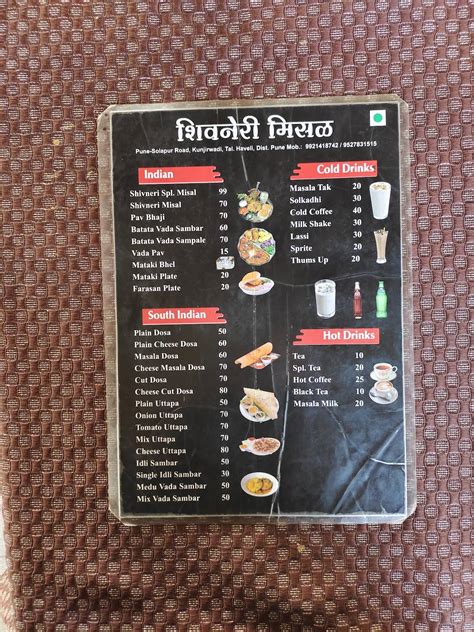 शिवनेरी मिसळ
Pune-Solapur Road, Kunjirwadi, Tal. Haveli, Dist. Pune Mob.: 9921418742 / 9527831515
Indian
Shivneri Spl. Misal 99
Shivneri Misal 70
Pav Bhaji 70
Batata Vada Sambar 60
Batata Vada Sampale 70
Vada Pav 15
Mataki Bhel
Mataki Plate 20
Farasan Plate 20
South Indian
Plain Dosa 50
Plain Cheese Dosa 60
Masala Dosa 60
Cheese Masala Dosa 70
Cut Dosa 70
Cheese Cut Dosa 80
Plain Uttapa 50
Onion Uttapa 70
Tomato Uttapa 70
Mix Uttapa 70
Cheese Uttapa 80
Idli Sambar 50
Single Idli Sambar 30
Medu Vada Sambar 50
Mix Vada Sambar 50
Cold Drinks
Masala Tak 20
Solkadhi 20
Cold Coffee 40
Milk Shake 30
Lassi 30
Sprite 20
Thums Up 20
Hot Drinks
Tea 10
Spl. Tea 20
Hot Coffee 25
Black Tea 10
Masala Milk 20